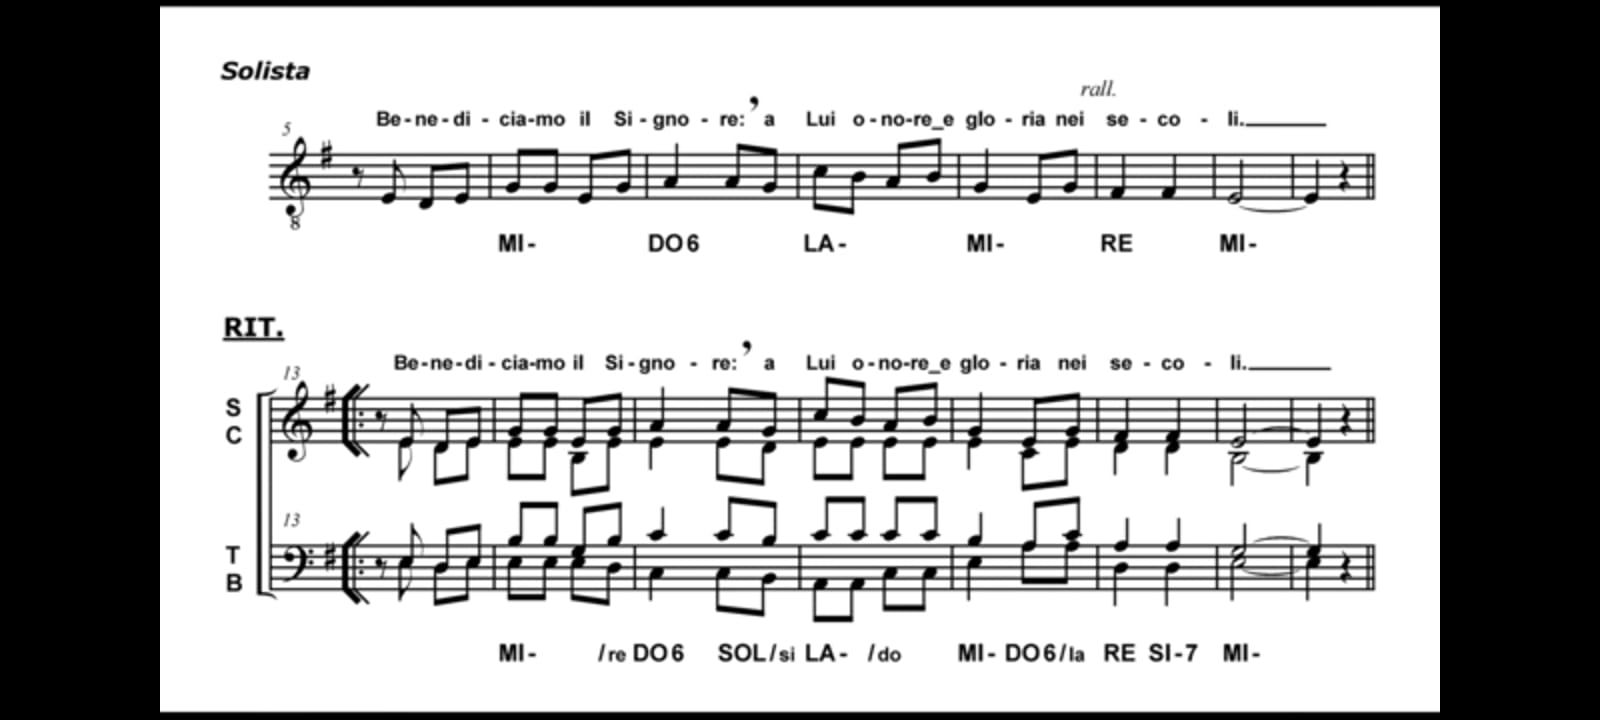 Solista
rall.
Be-ne-di - cia-mo il Si-gno - re: ’ a Lui o-no-re_e glo - ria nei se - co - li.____
5
8
MI- DO6 LA- MI- RE MI-
RIT.
Be-ne-di - cia-mo il Si-gno - re: ’ a Lui o-no-re_e glo - ria nei se - co - li.____
13
S
C
13
T
B
MI- /re DO6 SOL/si LA- /do MI- DO6/la RE SI-7 MI-